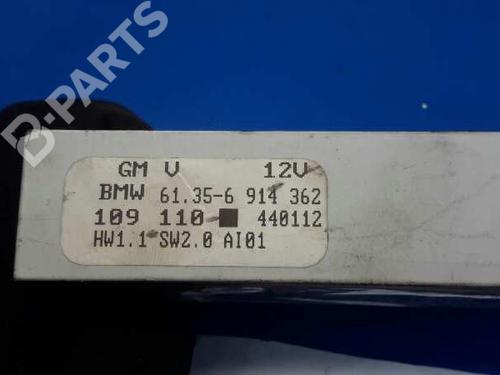 D-PARTS
GM V 12V
BMW 61.35-6 914 362
109 110 ■ 440112
HW1.1 SW2.0 AI01